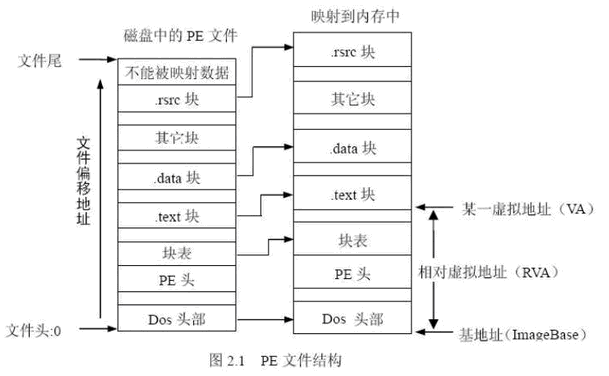 磁盘中的 PE 文件
映射到内存中
文件尾
不能被映射数据
.rsrc 块
其它块
.data 块
.text 块
块表
PE 头
Dos 头部
文件偏移地址
文件头:0
.rsrc 块
其它块
.data 块
.text 块
块表
PE 头
Dos 头部
某一虚拟地址（VA）
相对虚拟地址（RVA）
基地址（ImageBase）
图 2.1 PE 文件结构